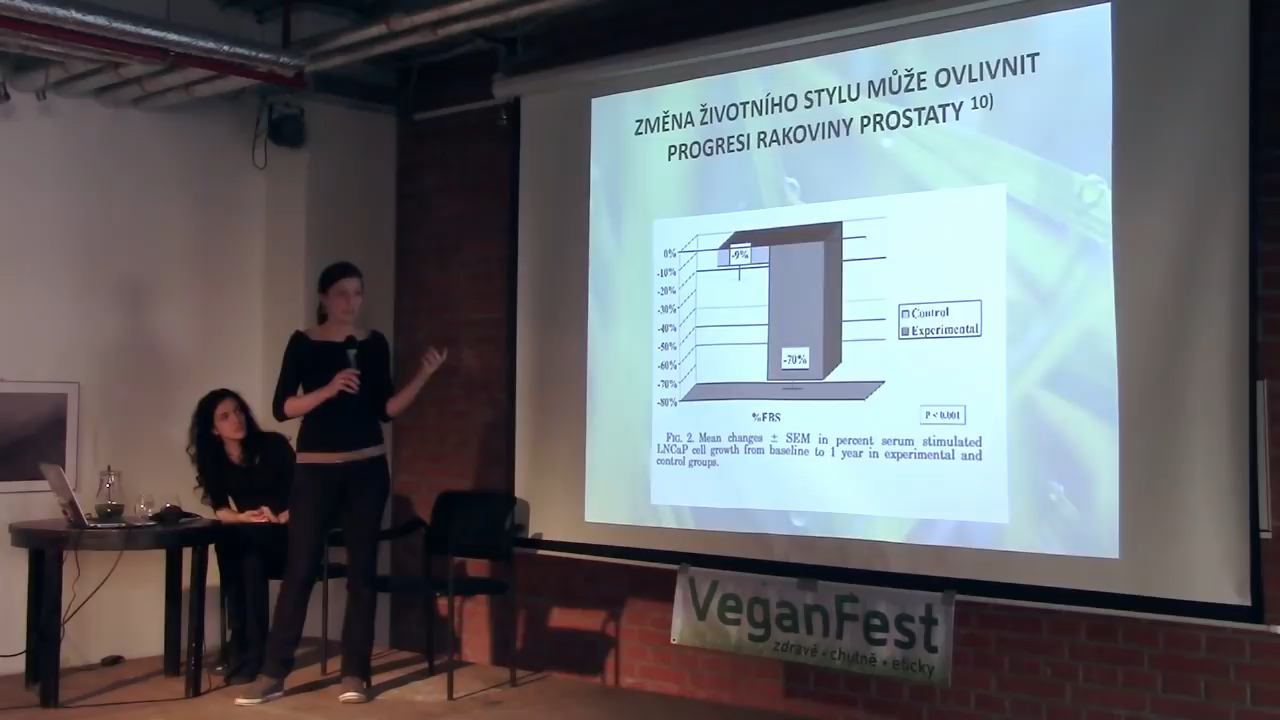 ZMĚNA ŽIVOTNÍHO STYLU MŮŽE OVLIVNIT
PROGRESI RAKOVINY PROSTATY 10)
0%
-10%
-20%
-30%
-40%
-50%
-60%
-70%
-80%
-9%
-70%
Control
Experimental
%FBS
P < 0.001
FIG. 2. Mean changes ± SEM in percent serum stimulated
LNCaP cell growth from baseline to 1 year in experimental and
control groups.
VeganFest
zdravě • chutně • eticky